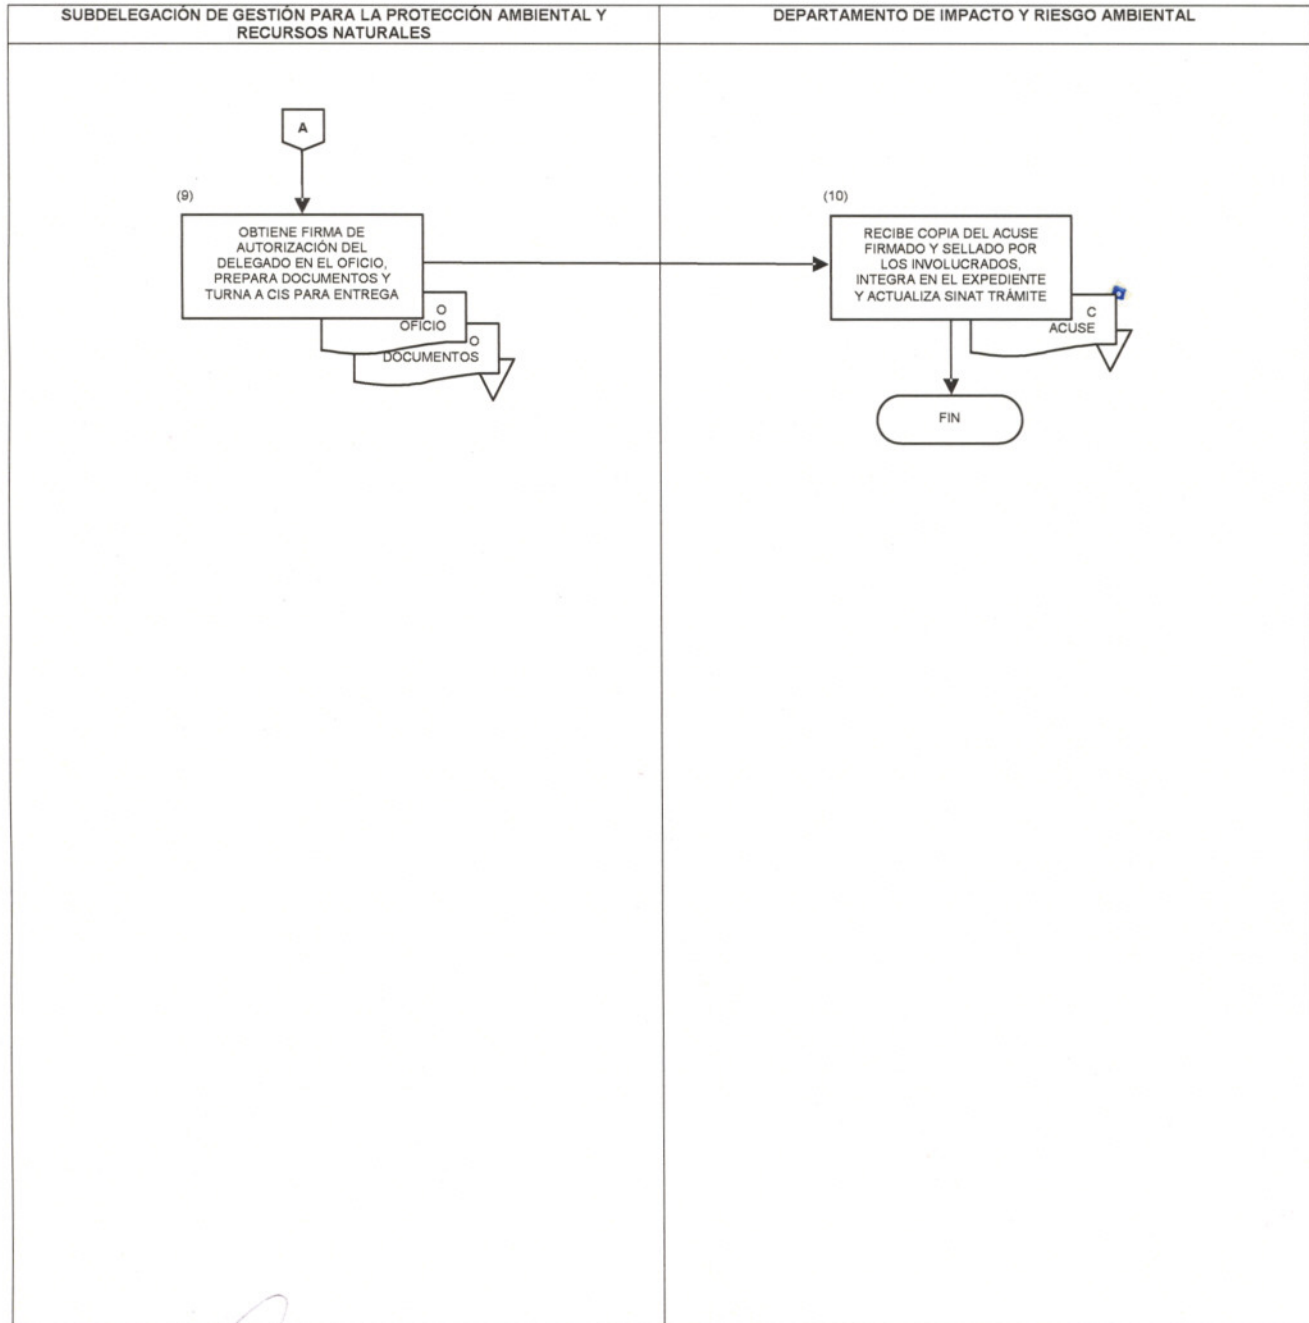 SUBDELEGACIÓN DE GESTIÓN PARA LA PROTECCIÓN AMBIENTAL Y
RECURSOS NATURALES
DEPARTAMENTO DE IMPACTO Y RIESGO AMBIENTAL
A
(9)
OBTIENE FIRMA DE
AUTORIZACIÓN DEL
DELEGADO EN EL OFICIO,
PREPARA DOCUMENTOS Y
TURNA A CIS PARA ENTREGA
O
OFICIO
O
DOCUMENTOS
(10)
RECIBE COPIA DEL ACUSE
FIRMADO Y SELLADO POR
LOS INVOLUCRADOS,
INTEGRA EN EL EXPEDIENTE
Y ACTUALIZA SINAT TRÁMITE
C
ACUSE
FIN